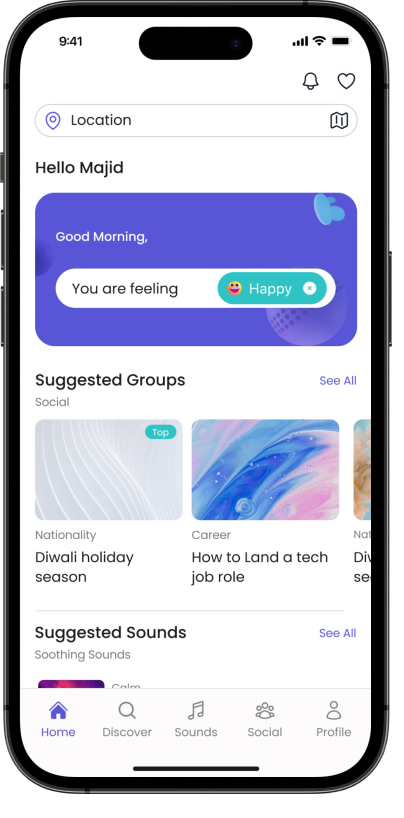 9:41
Location
Hello Majid
Good Morning,
You are feeling
Happy
Suggested Groups
See All
Social
Top
Nationality
Career
Nat
Diwali holiday
season
How to Land a tech
job role
Div
se
Suggested Sounds
See All
Soothing Sounds
Calm
Home
Discover
Sounds
Social
Profile